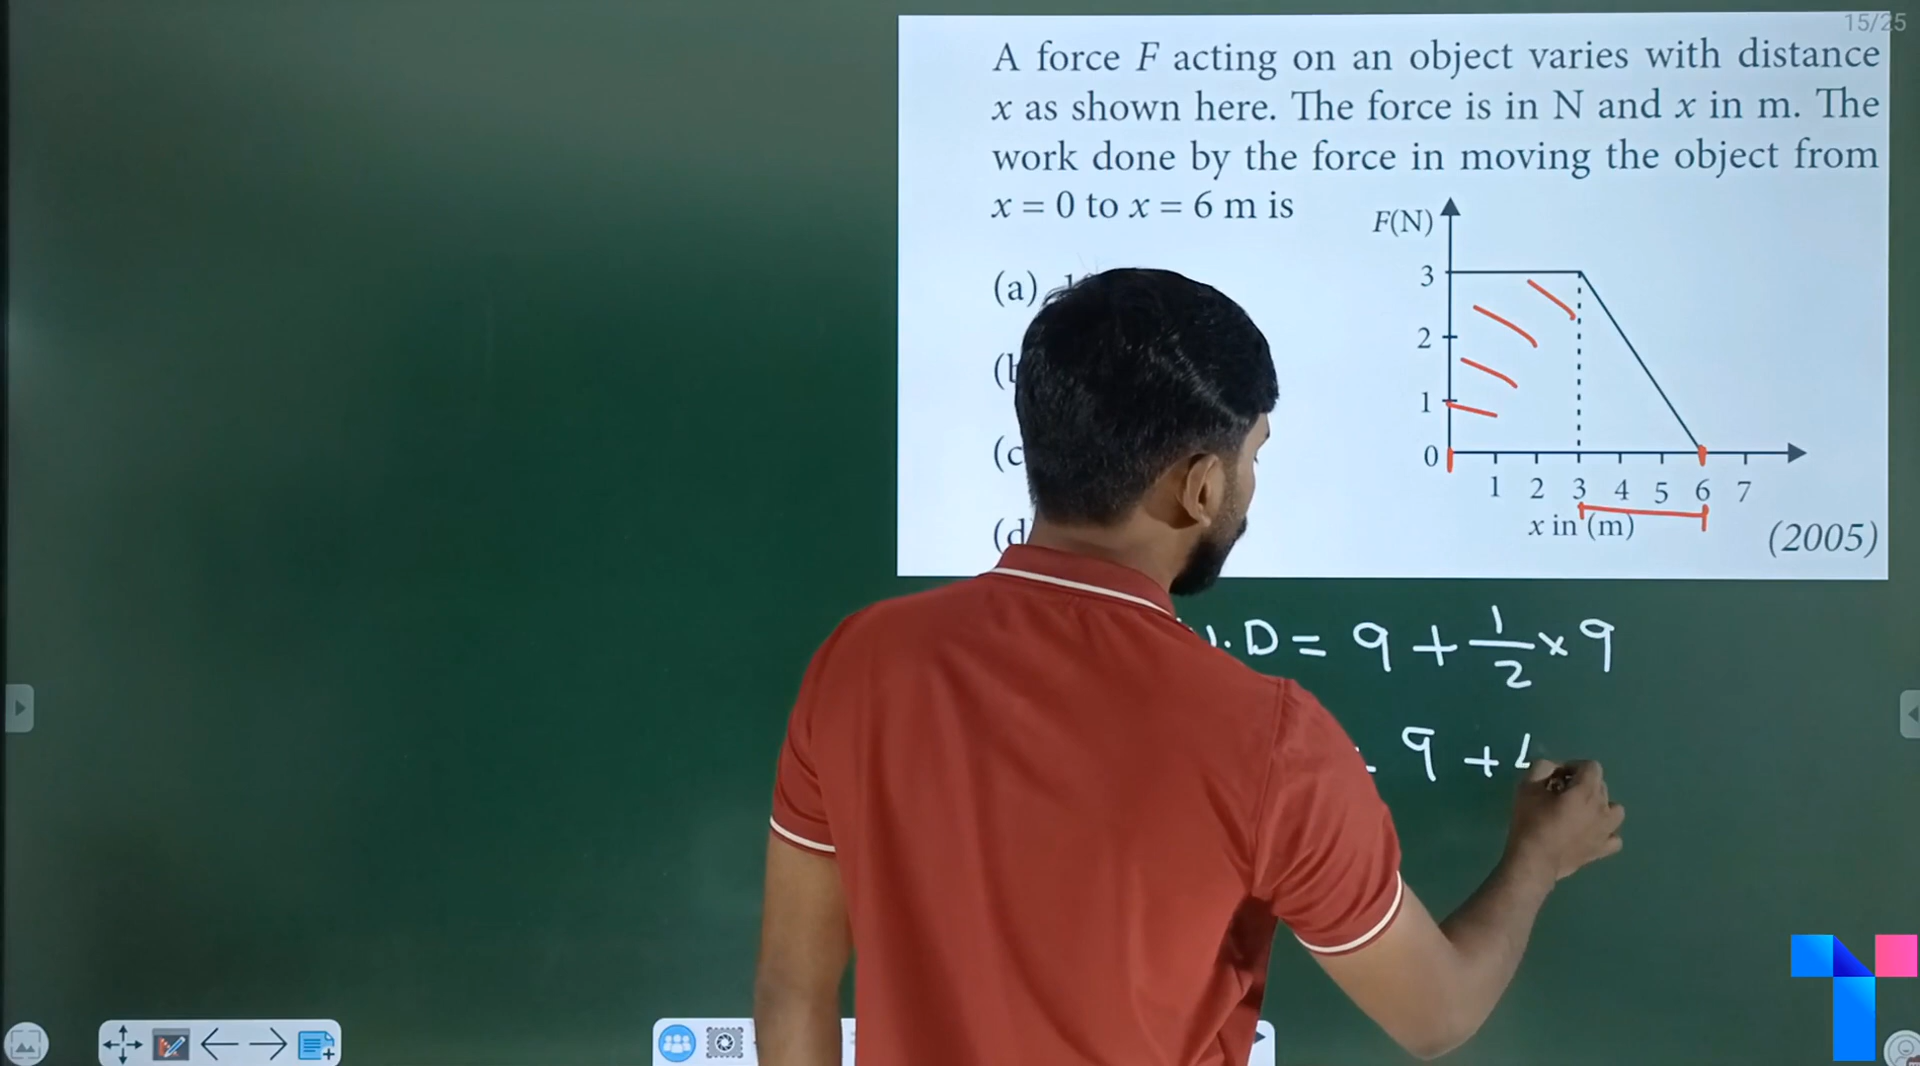 15/25
A force F acting on an object varies with distance
x as shown here. The force is in N and x in m. The
work done by the force in moving the object from
x = 0 to x = 6 m is
F(N)
(a)
3
2
(b
1
(c
0
1 2 3 4 5 6 7
x in (m)
(d)
(2005)
.D = 9 + 1/2 × 9
9 + 4